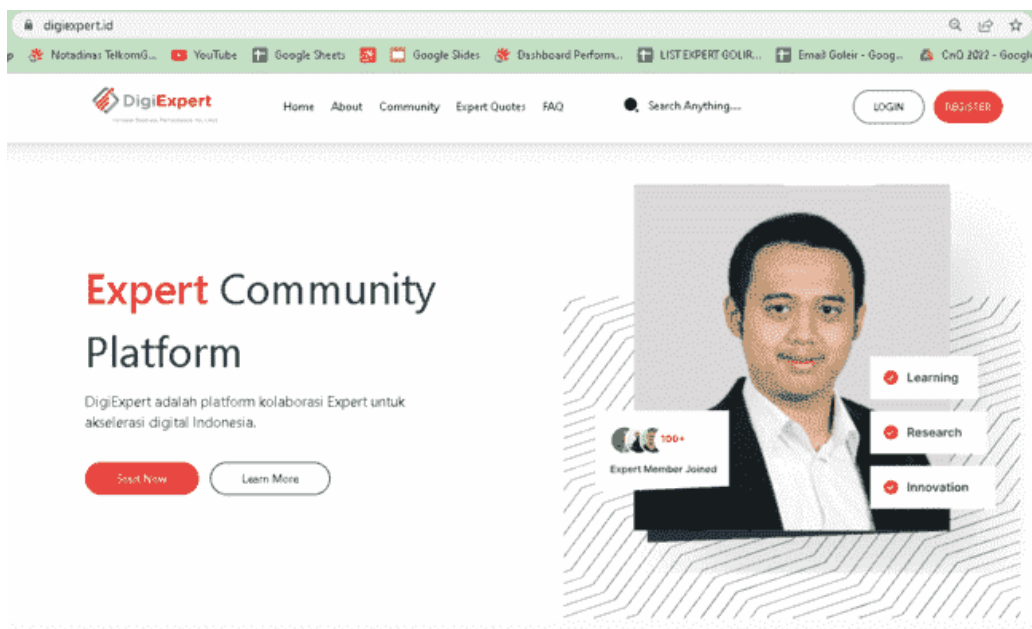 digiexpert.id
Notadinas TelkomG... YouTube Google Sheets Google Slides Dashboard Perform... LIST EXPERT GOLIR... Email Goleir - Goog... CnO 2022 - Google
DigiExpert
Home About Community Expert Quotes FAQ Search Anything.... LOGIN REGISTER
Expert Community
Platform
DigiExpert adalah platform kolaborasi Expert untuk
akselerasi digital Indonesia.
Start Now Learn More
100+
Expert Member Joined
Learning
Research
Innovation